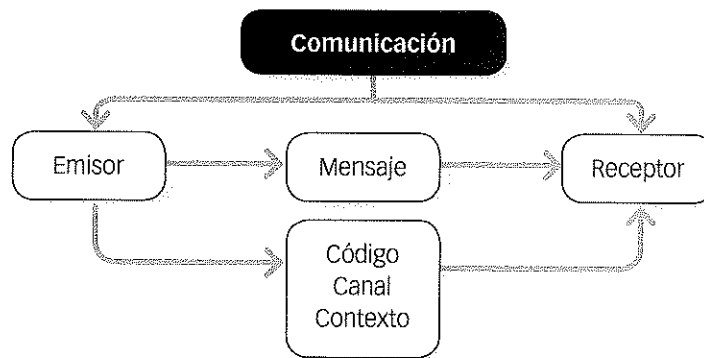 Comunicación
Emisor
Mensaje
Receptor
Código
Canal
Contexto